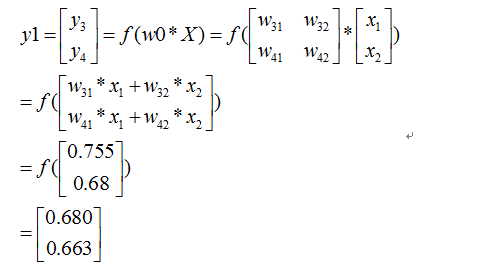 y1 = [y₃ y₄] = f(w0 * X) = f([w₃₁ w₃₂ w₄₁ w₄₂] * [x₁ x₂])
= f([w₃₁ * x₁ + w₃₂ * x₂ w₄₁ * x₁ + w₄₂ * x₂])
= f([0.755 0.68])
= [0.680 0.663]